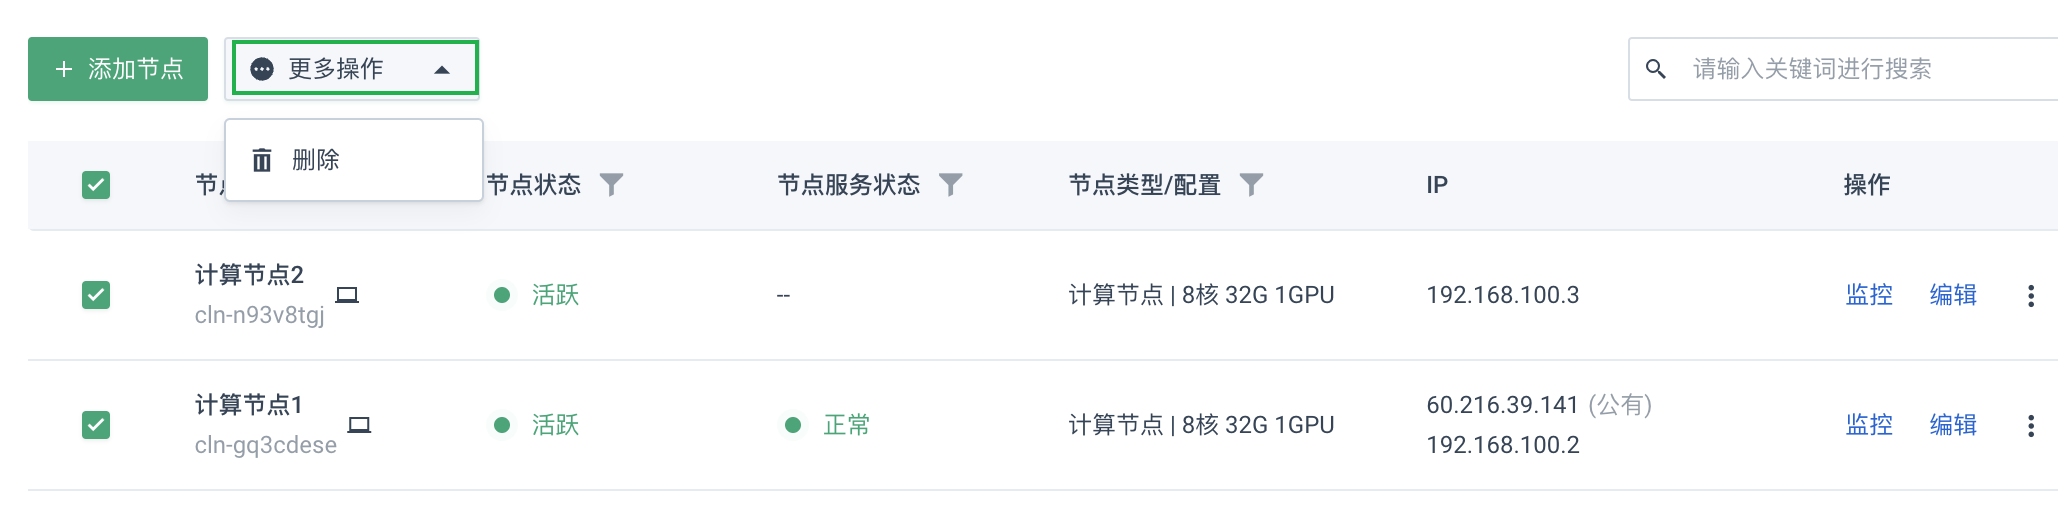 添加节点
更多操作
请输入关键词进行搜索
删除
节点状态
节点服务状态
节点类型/配置
IP
操作
计算节点2
cln-n93v8tgj
活跃
--
计算节点 | 8核 32G 1GPU
192.168.100.3
监控
编辑
计算节点1
cln-gq3cdese
活跃
正常
计算节点 | 8核 32G 1GPU
60.216.39.141 (公有)
192.168.100.2
监控
编辑